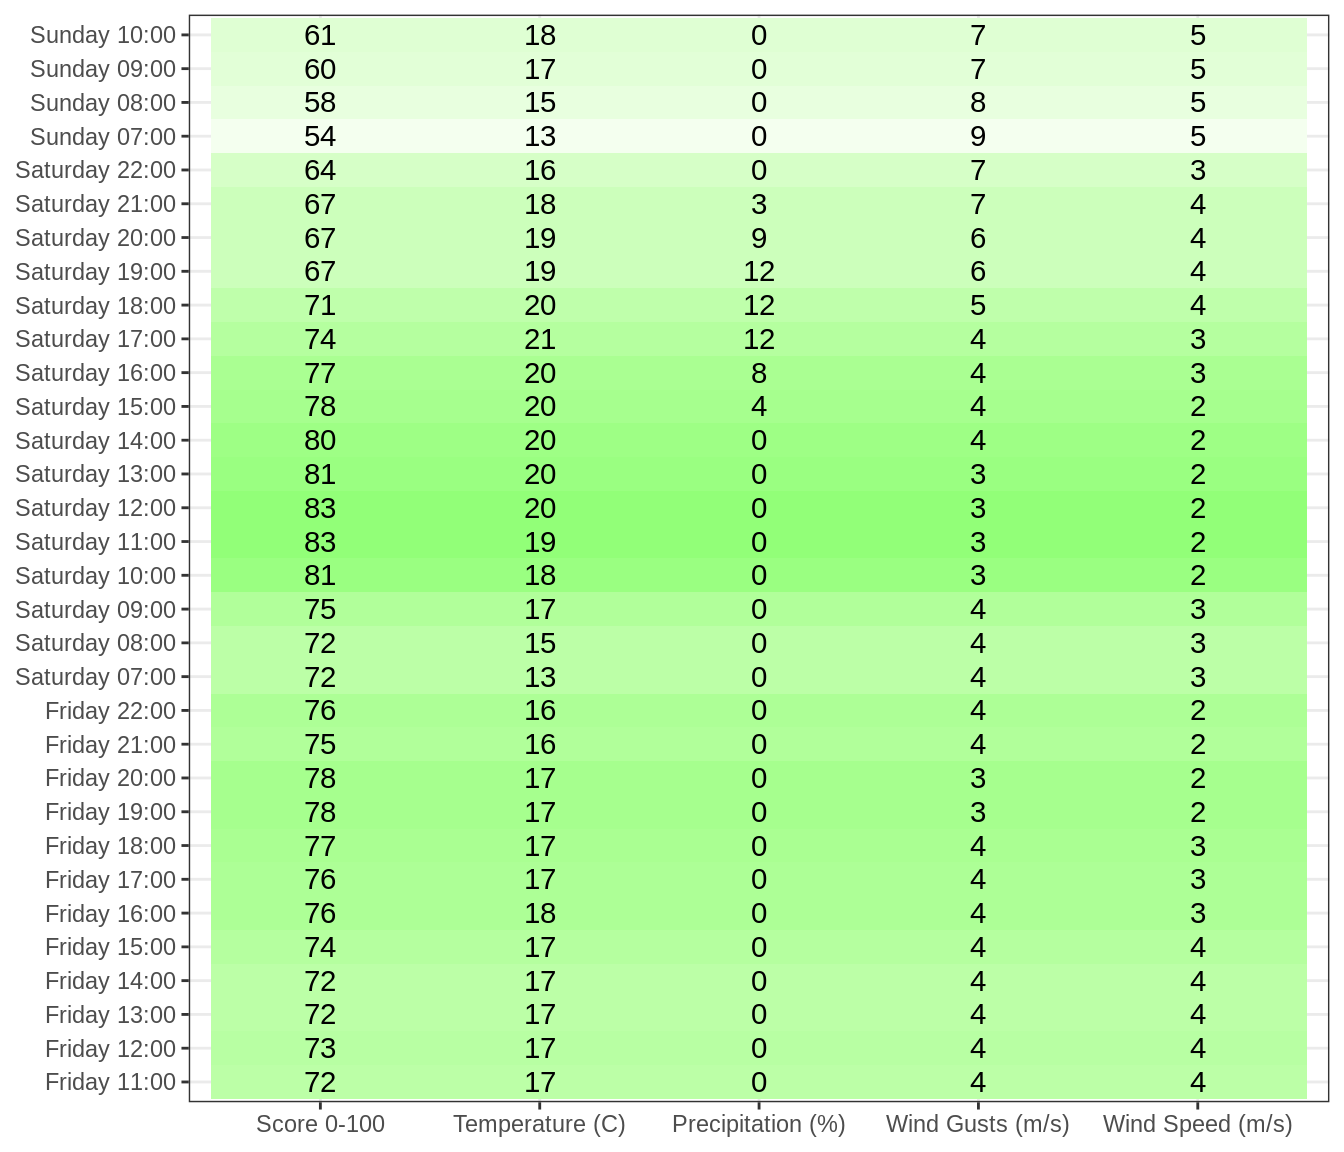 Sunday 10:00 61 18 0 7 5
Sunday 09:00 60 17 0 7 5
Sunday 08:00 58 15 0 8 5
Sunday 07:00 54 13 0 9 5
Saturday 22:00 64 16 0 7 3
Saturday 21:00 67 18 3 7 4
Saturday 20:00 67 19 9 6 4
Saturday 19:00 67 19 12 6 4
Saturday 18:00 71 20 12 5 4
Saturday 17:00 74 21 12 4 3
Saturday 16:00 77 20 8 4 3
Saturday 15:00 78 20 4 4 2
Saturday 14:00 80 20 0 4 2
Saturday 13:00 81 20 0 3 2
Saturday 12:00 83 20 0 3 2
Saturday 11:00 83 19 0 3 2
Saturday 10:00 81 18 0 3 2
Saturday 09:00 75 17 0 4 3
Saturday 08:00 72 15 0 4 3
Saturday 07:00 72 13 0 4 3
Friday 22:00 76 16 0 4 2
Friday 21:00 75 16 0 4 2
Friday 20:00 78 17 0 3 2
Friday 19:00 78 17 0 3 2
Friday 18:00 77 17 0 4 3
Friday 17:00 76 17 0 4 3
Friday 16:00 76 18 0 4 3
Friday 15:00 74 17 0 4 4
Friday 14:00 72 17 0 4 4
Friday 13:00 72 17 0 4 4
Friday 12:00 73 17 0 4 4
Friday 11:00 72 17 0 4 4
Score 0-100 Temperature (C) Precipitation (%) Wind Gusts (m/s) Wind Speed (m/s)